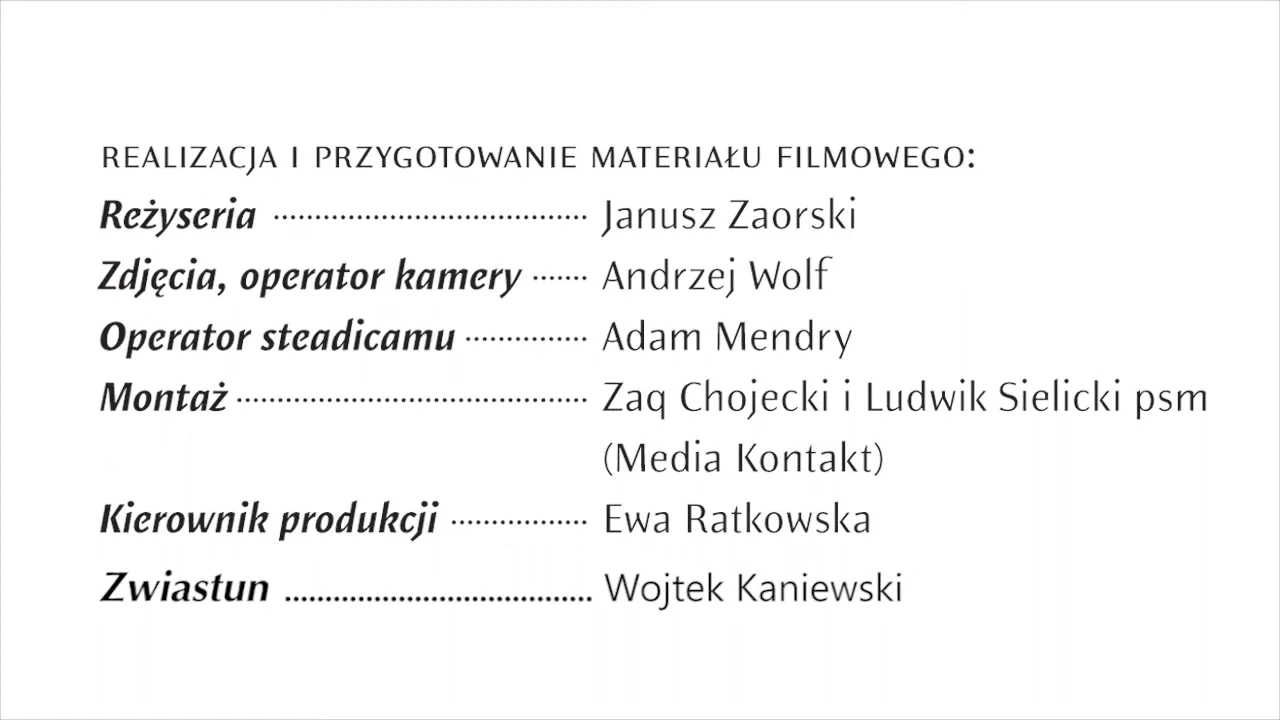 REALIZACJA I PRZYGOTOWANIE MATERIAŁU FILMOWEGO:
Reżyseria ........................................ Janusz Zaorski
Zdjęcia, operator kamery ....... Andrzej Wolf
Operator steadicamu ............... Adam Mendry
Montaż ............................................. Zaq Chojecki i Ludwik Sielicki psm
(Media Kontakt)
Kierownik produkcji ................. Ewa Ratkowska
Zwiastun ................................... Wojtek Kaniewski